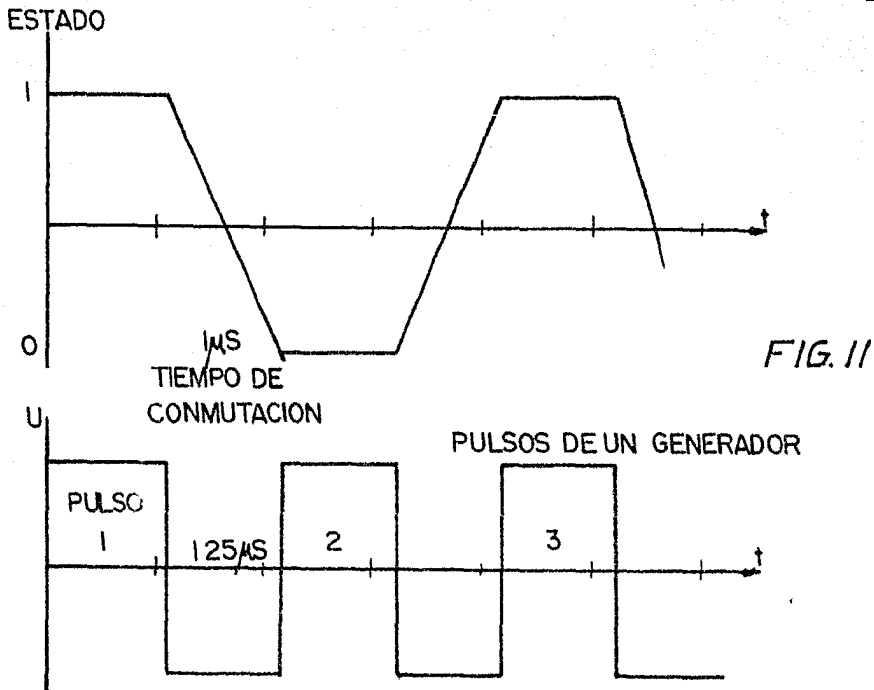 ESTADO
1
t
0
1µS
TIEMPO DE
CONMUTACION
FIG. 11
U
PULSOS DE UN GENERADOR
PULSO
1
125µS
2
3
t